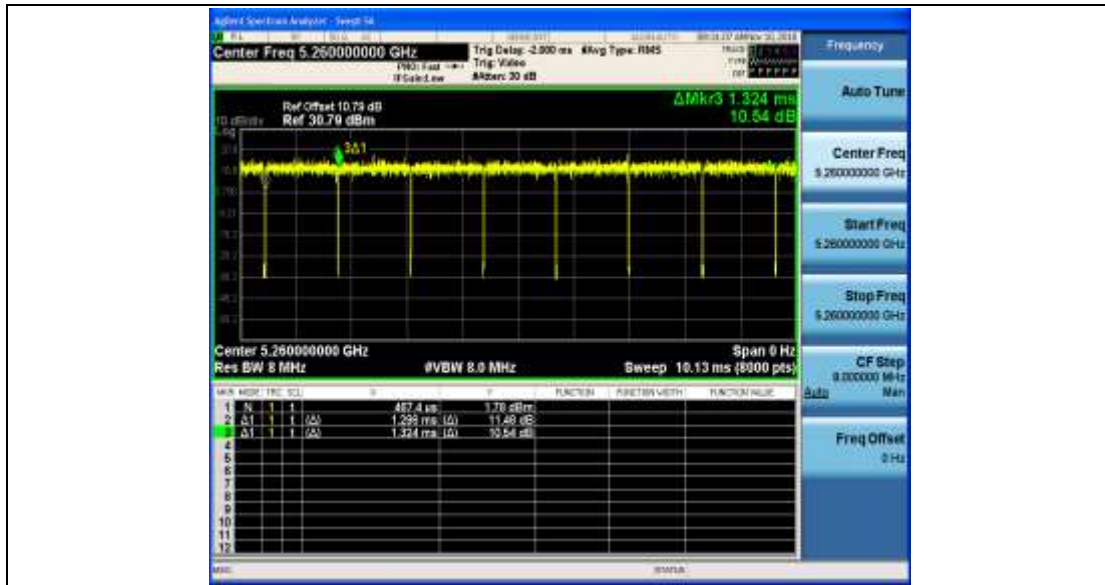 Agilent Spectrum Analyzer - Swept SA
Center Freq 5.260000000 GHz
PNO: Fast
IFGain:Low
Trig Delay: -2.000 ms
#Avg Type: RMS
Trig: Video
#Atten: 30 dB
Frequency
Auto Tune
Ref Offset 10.79 dB
10 dB/div
Ref 30.79 dBm
Log
ΔMkr3 1.324 ms
10.54 dB
3Δ1
Center Freq
5.260000000 GHz
Start Freq
5.260000000 GHz
Stop Freq
5.260000000 GHz
CF Step
8.000000 MHz
Auto Man
Freq Offset
0 Hz
Center 5.260000000 GHz
Span 0 Hz
Res BW 8 MHz
#VBW 8.0 MHz
Sweep 10.13 ms (8000 pts)
MKR MODE TRC SCL X Y FUNCTION FUNCTION WIDTH FUNCTION VALUE
1 N 1 t 467.4 µs 1.78 dBm
2 Δ1 1 t (Δ) 1.298 ms (Δ) 11.46 dB
3 Δ1 1 t (Δ) 1.324 ms (Δ) 10.54 dB
4
5
6
7
8
9
10
11
12
MSG
STATUS